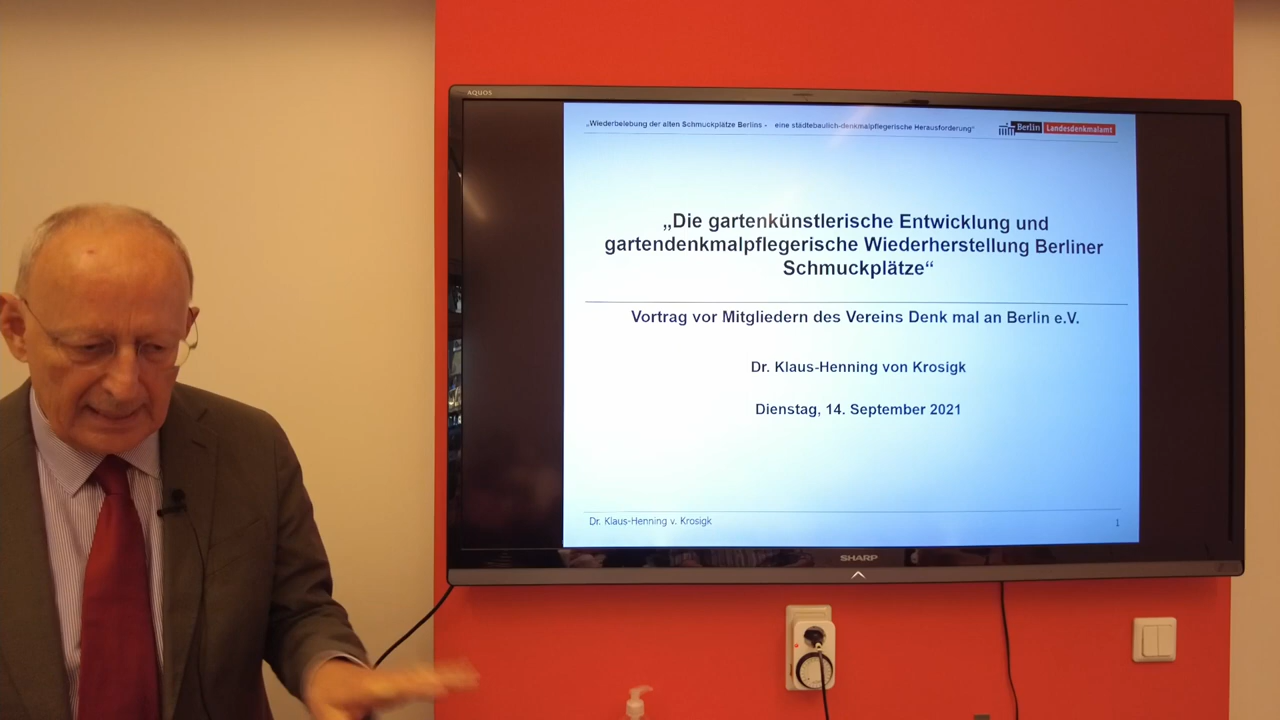 AQUOS
„Wiederbelebung der alten Schmuckplätze Berlins - eine städtebaulich-denkmalpflegerische Herausforderung“
Berlin Landesdenkmalamt
„Die gartenkünstlerische Entwicklung und
gartendenkmalpflegerische Wiederherstellung Berliner
Schmuckplätze“
Vortrag vor Mitgliedern des Vereins Denk mal an Berlin e.V.
Dr. Klaus-Henning von Krosigk
Dienstag, 14. September 2021
Dr. Klaus-Henning v. Krosigk
1
SHARP